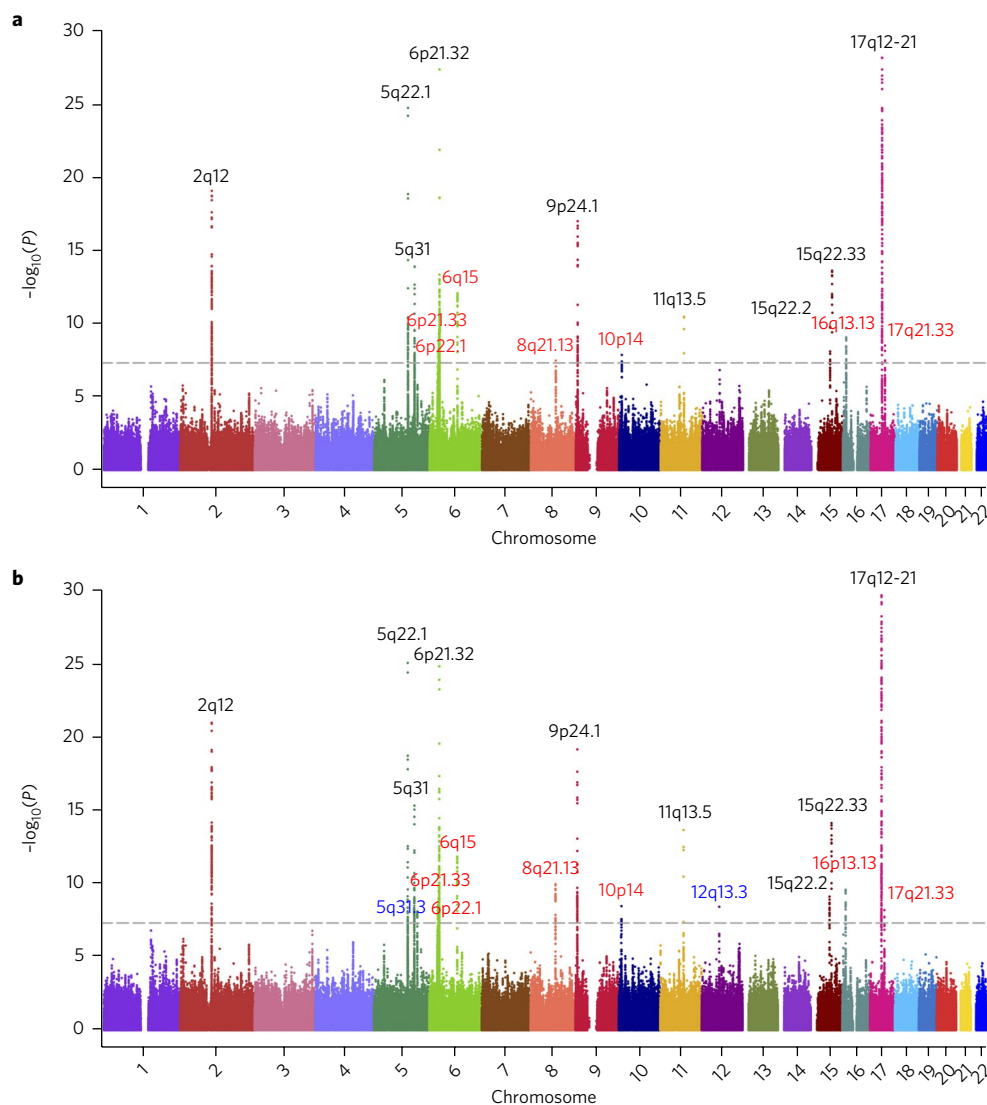 a
30
25
20
15
10
5
0
-log10(P)
2q12
5q22.1
5q31
6p21.32
6q15
6p21.33
6p22.1
8q21.13
9p24.1
10p14
11q13.5
15q22.2
15q22.33
16q13.13
17q12-21
17q21.33
1
2
3
4
5
6
7
8
9
10
11
12
13
14
15
16
17
18
19
20
21
22
Chromosome
b
30
25
20
15
10
5
0
-log10(P)
2q12
5q22.1
5q31
5q31.3
6p21.32
6q15
6p21.33
6p22.1
8q21.13
9p24.1
10p14
11q13.5
12q13.3
15q22.2
15q22.33
16p13.13
17q12-21
17q21.33
1
2
3
4
5
6
7
8
9
10
11
12
13
14
15
16
17
18
19
20
21
22
Chromosome